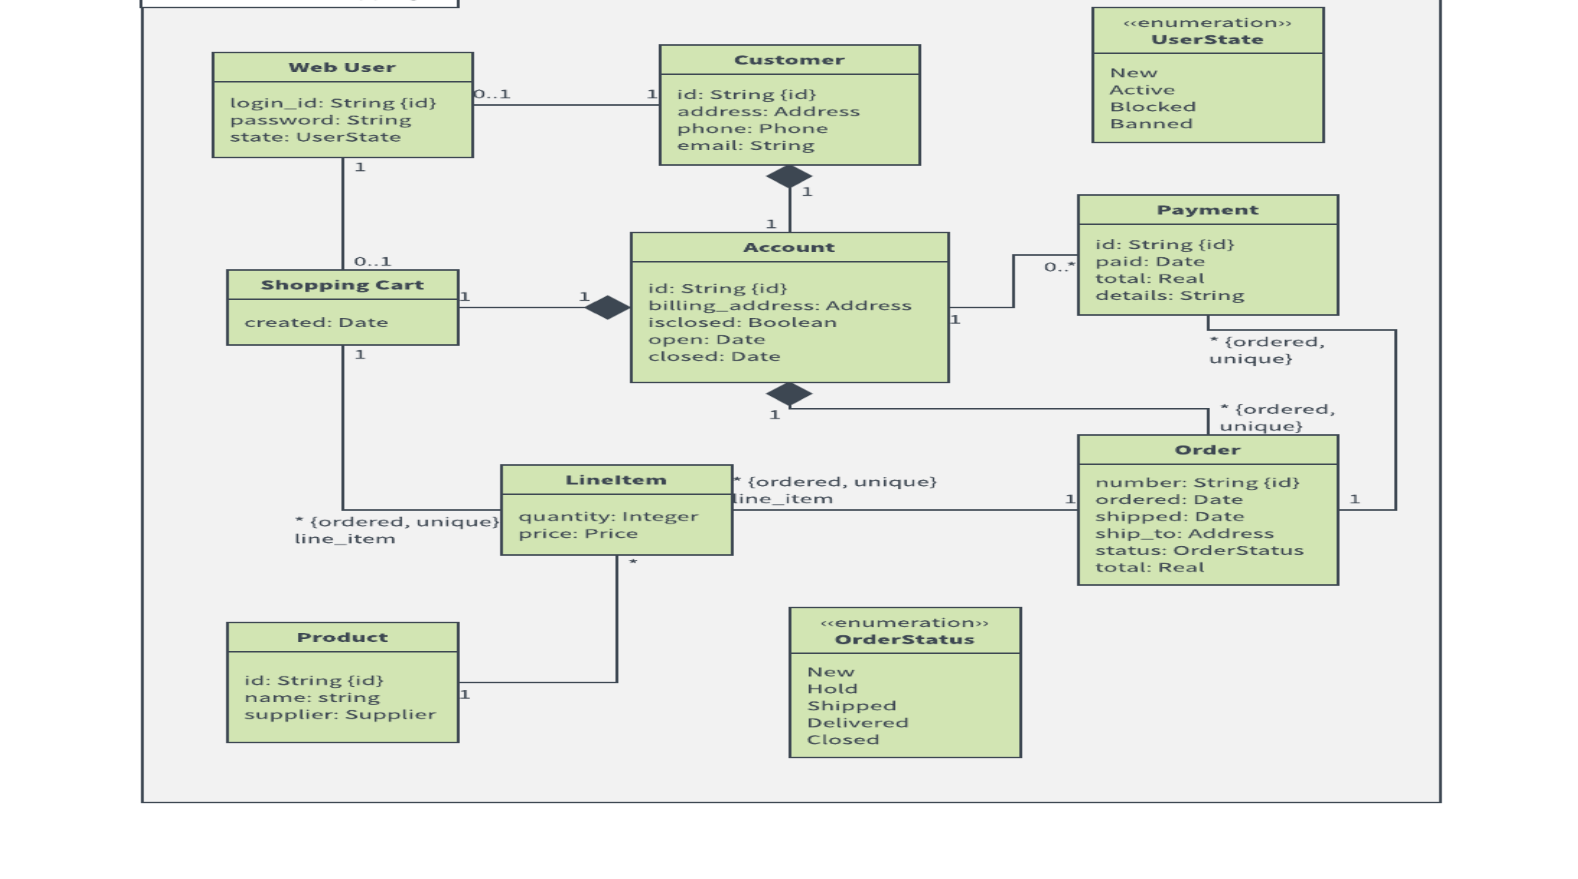 Web User
login_id: String {id}
password: String
state: UserState
0..1
1
Customer
id: String {id}
address: Address
phone: Phone
email: String
‹‹enumeration››
UserState
New
Active
Blocked
Banned
1
0..1
1
1
Shopping Cart
created: Date
1
1
1
Account
id: String {id}
billing_address: Address
isclosed: Boolean
open: Date
closed: Date
1
0..*
Payment
id: String {id}
paid: Date
total: Real
details: String
* {ordered,
unique}
1
* {ordered,
unique}
Order
number: String {id}
ordered: Date
shipped: Date
ship_to: Address
status: OrderStatus
total: Real
1
1
LineItem
quantity: Integer
price: Price
* {ordered, unique}
line_item
* {ordered, unique}
line_item
*
1
Product
id: String {id}
name: string
supplier: Supplier
‹‹enumeration››
OrderStatus
New
Hold
Shipped
Delivered
Closed